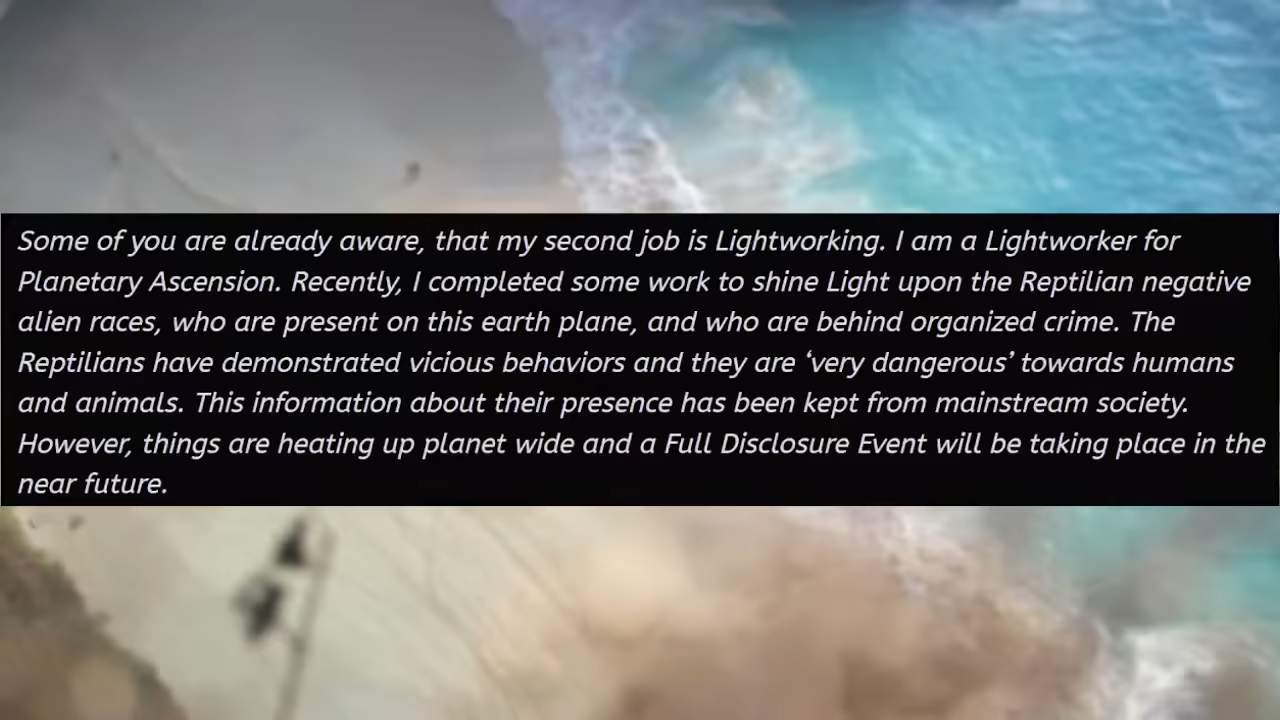 Some of you are already aware, that my second job is Lightworking. I am a Lightworker for
Planetary Ascension. Recently, I completed some work to shine Light upon the Reptilian negative
alien races, who are present on this earth plane, and who are behind organized crime. The
Reptilians have demonstrated vicious behaviors and they are ‘very dangerous’ towards humans
and animals. This information about their presence has been kept from mainstream society.
However, things are heating up planet wide and a Full Disclosure Event will be taking place in the
near future.